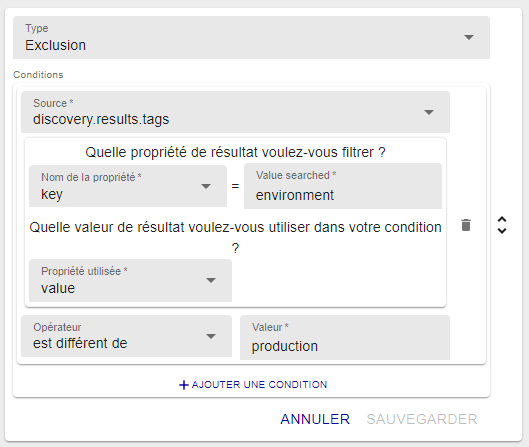 Type
Exclusion
Conditions
Source *
discovery.results.tags
Quelle propriété de résultat voulez-vous filtrer ?
Nom de la propriété *
key
=
Value searched *
environment
Quelle valeur de résultat voulez-vous utiliser dans votre condition
?
Propriété utilisée *
value
Opérateur
est différent de
Valeur *
production
+ AJOUTER UNE CONDITION
ANNULER SAUVEGARDER